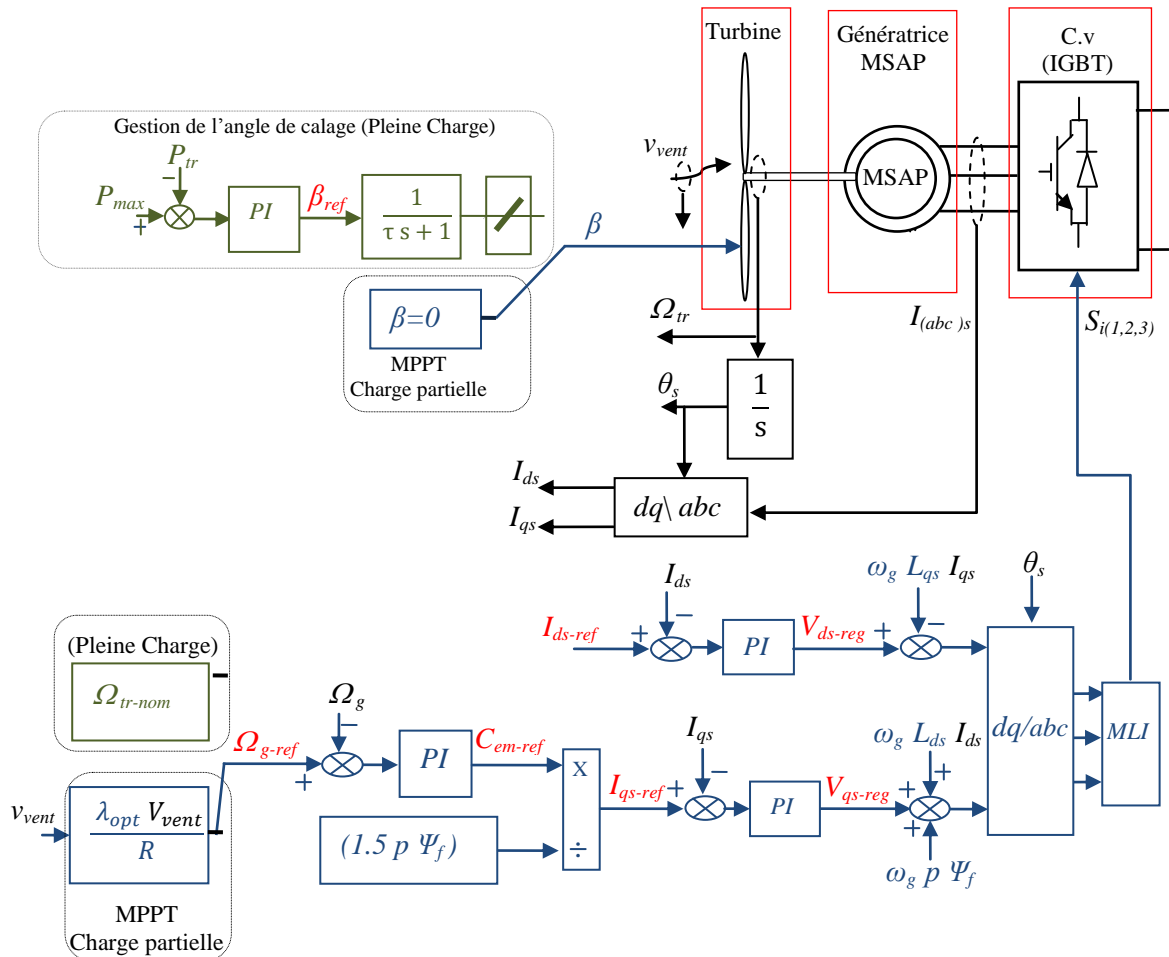 Turbine
Génératrice
MSAP
C.v
(IGBT)
Gestion de l'angle de calage (Pleine Charge)
P_tr
−
P_max
+
PI
β_ref
1
τ s + 1
v_vent
MSAP
β
β=0
MPPT
Charge partielle
Ω_tr
I_(abc )s
S_i(1,2,3)
θ_s
1
s
I_ds
I_qs
dq\ abc
I_ds
ω_g L_qs I_qs
θ_s
−
−
I_ds-ref
+
PI
V_ds-reg
+
(Pleine Charge)
Ω_tr-nom
Ω_g
−
Ω_g-ref
+
PI
C_em-ref
X
I_qs
−
ω_g L_ds I_ds
+
dq/abc
MLI
I_qs-ref
+
PI
V_qs-reg
+
+
v_vent
λ_opt V_vent
R
(1.5 p Ψ_f )
÷
ω_g p Ψ_f
MPPT
Charge partielle